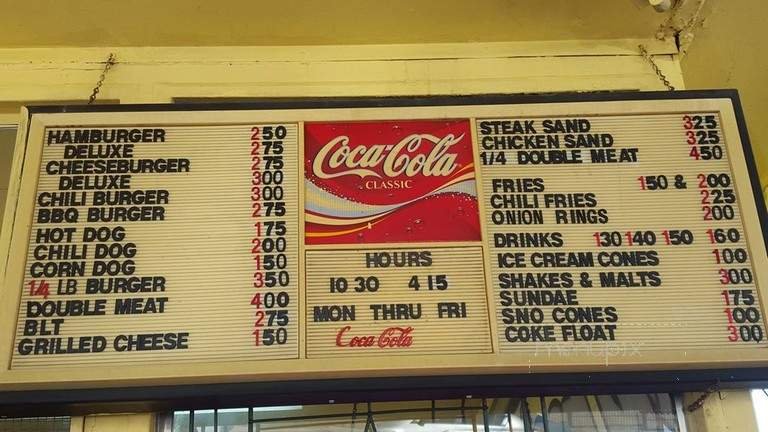 HAMBURGER 250
DELUXE 275
CHEESEBURGER 275
DELUXE 300
CHILI BURGER 300
BBQ BURGER 275
HOT DOG 175
CHILI DOG 200
CORN DOG 150
1/4 LB BURGER 350
DOUBLE MEAT 400
BLT 275
GRILLED CHEESE 150
Coca-Cola
CLASSIC
HOURS
10 30 4 15
MON THRU FRI
Coca-Cola
STEAK SAND 325
CHICKEN SAND 325
1/4 DOUBLE MEAT 450
FRIES 150 & 200
CHILI FRIES 225
ONION RINGS 200
DRINKS 130 140 150 160
ICE CREAM CONES 100
SHAKES & MALTS 300
SUNDAE 175
SNO CONES 100
COKE FLOAT 300